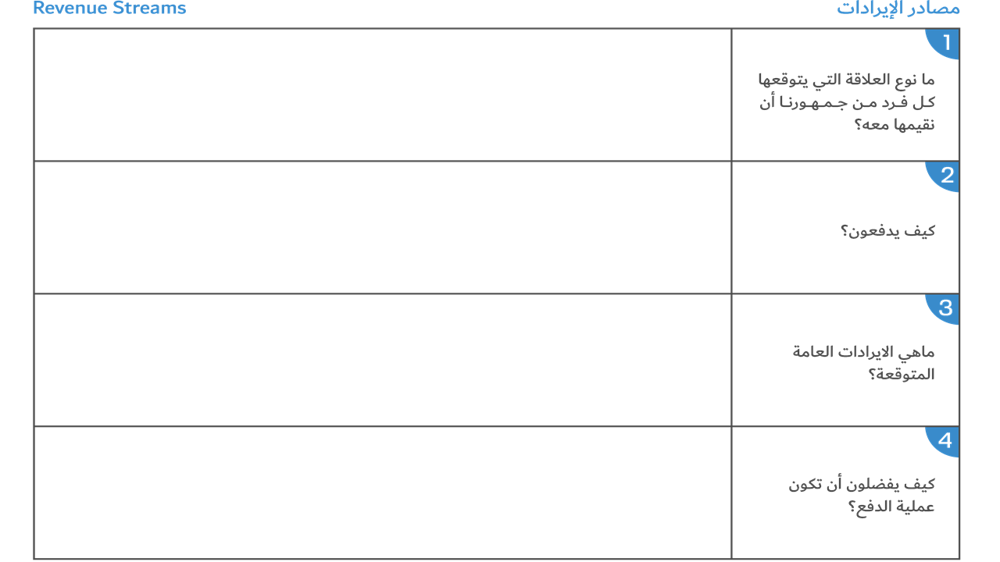 مصادر الإيرادات
Revenue Streams
1
ما نوع العلاقة التي يتوقعها
كل فرد من جمهورنا أن
نقيمها معه؟
2
كيف يدفعون؟
3
ماهي الايرادات العامة
المتوقعة؟
4
كيف يفضلون أن تكون
عملية الدفع؟